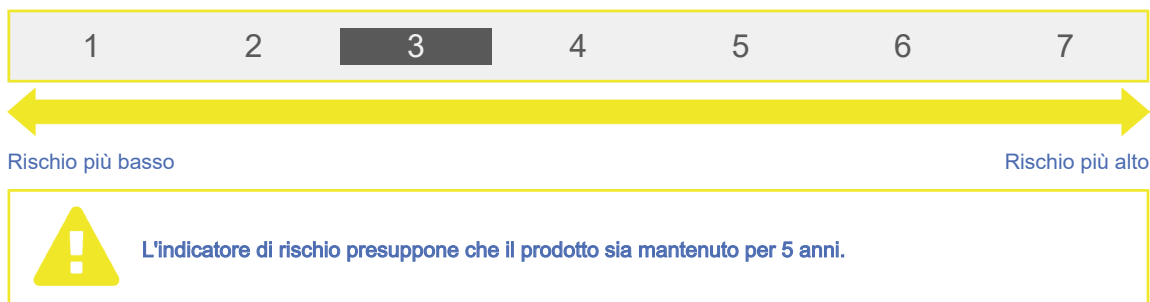 1 2 3 4 5 6 7
Rischio più basso Rischio più alto
L'indicatore di rischio presuppone che il prodotto sia mantenuto per 5 anni.